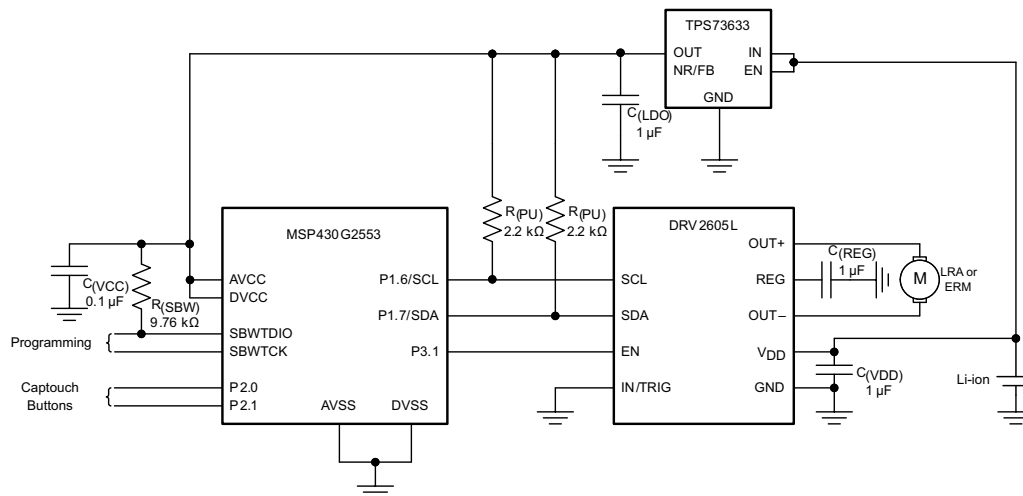 TPS73633
OUT
IN
NR/FB
EN
GND
C(LDO)
1 µF
R(PU)
2.2 kΩ
R(PU)
2.2 kΩ
MSP430G2553
AVCC
DVCC
SBWTDIO
SBWTCK
P2.0
P2.1
P1.6/SCL
P1.7/SDA
P3.1
AVSS
DVSS
C(VCC)
0.1 µF
R(SBW)
9.76 kΩ
Programming
Captouch
Buttons
DRV2605L
SCL
SDA
EN
IN/TRIG
OUT+
REG
OUT–
VDD
GND
C(REG)
1 µF
M
LRA or
ERM
C(VDD)
1 µF
Li-ion